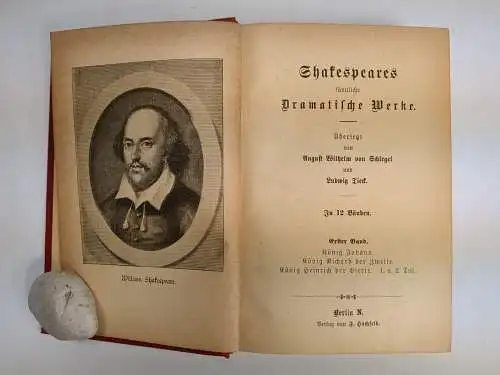 William Shakespeare.
Shakespeares
sämtliche
Dramatische Werke.
Übersetzt
von
August Wilhelm von Schlegel
und
Ludwig Tieck.
In 12 Bänden.
Erster Band.
König Johann.
König Richard der Zweite.
König Heinrich der Vierte. 1. u. 2. Teil.
Berlin N.
Verlag von J. Hachfeld.